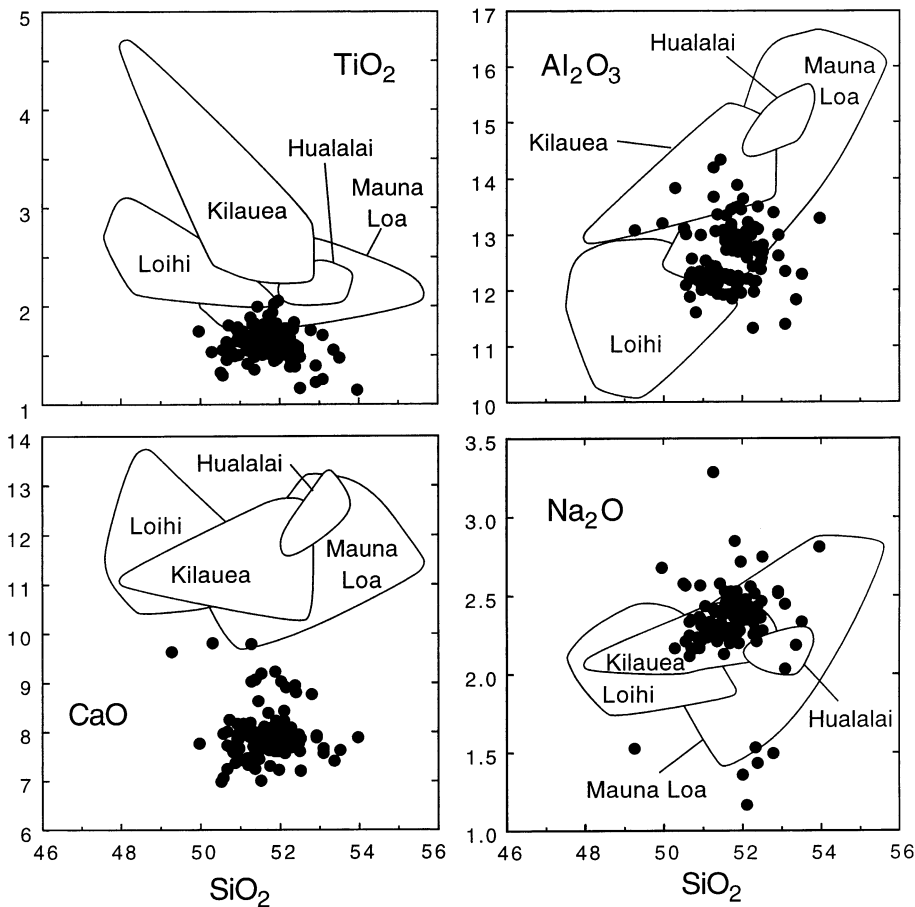 5
4
3
2
1
TiO₂
Hualalai
Mauna
Loa
Kilauea
Loihi
17
16
15
14
13
12
11
10
Al₂O₃
Hualalai
Mauna
Loa
Kilauea
Loihi
14
13
12
11
10
9
8
7
6
Hualalai
Loihi
Kilauea
Mauna
Loa
CaO
46 48 50 52 54 56
SiO₂
3.5
3.0
2.5
2.0
1.5
1.0
Na₂O
Kilauea
Loihi
Hualalai
Mauna Loa
46 48 50 52 54 56
SiO₂